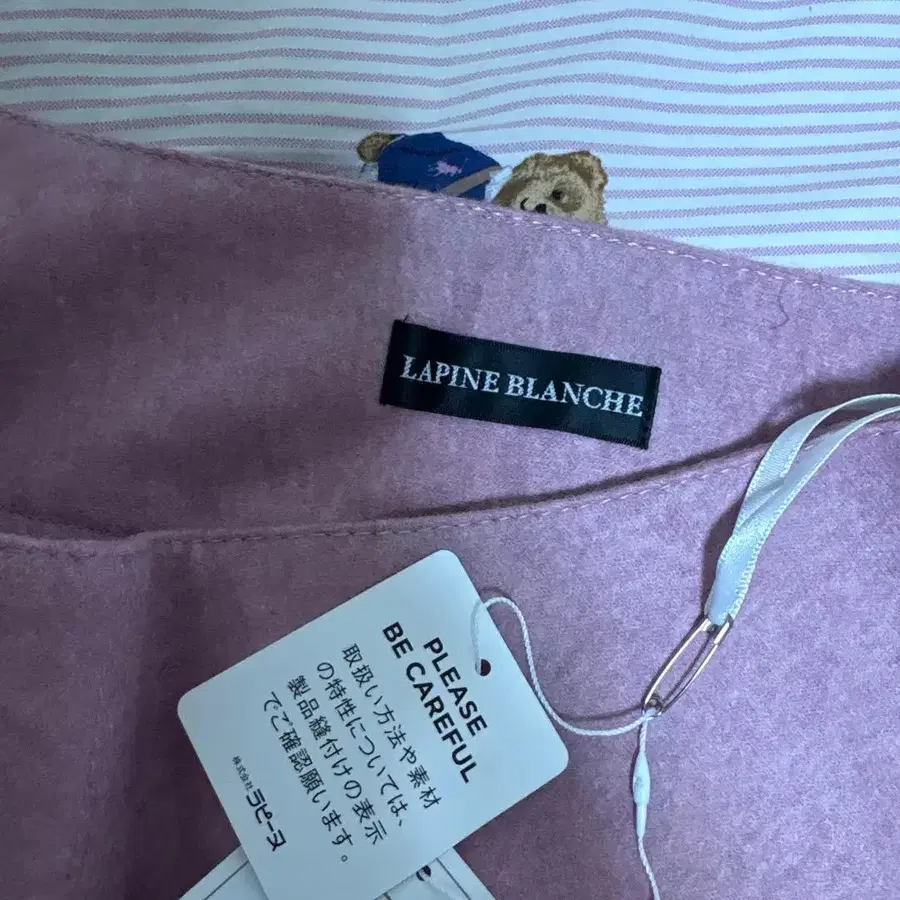 LAPINE BLANCHE
PLEASE
BE CAREFUL
取扱い方法や素材
の特性については、
製品縫付けの表示
でご確認願います。
株式会社ラピーヌ